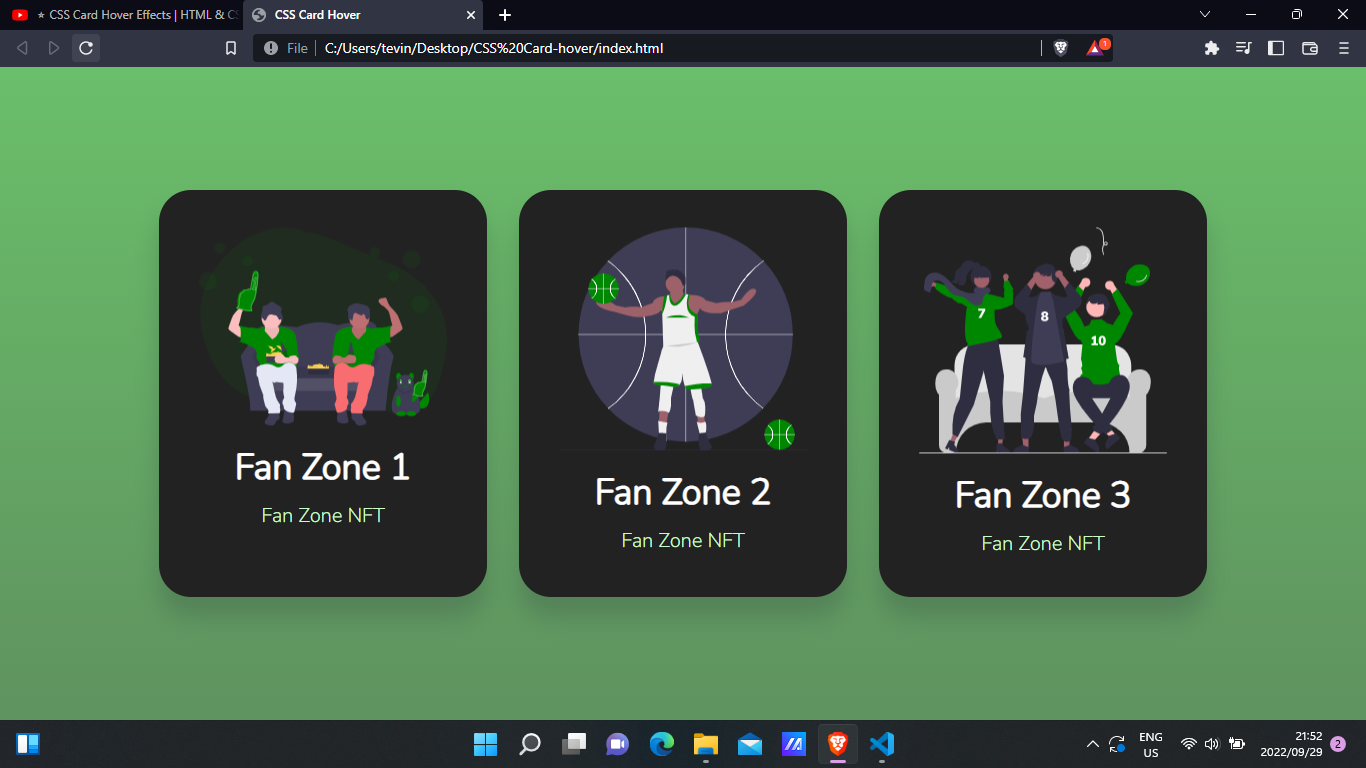 ★ CSS Card Hover Effects | HTML & CS
CSS Card Hover
File
C:/Users/tevin/Desktop/CSS%20Card-hover/index.html
1
7
8
10
Fan Zone 1
Fan Zone NFT
Fan Zone 2
Fan Zone NFT
Fan Zone 3
Fan Zone NFT
ENG
US
21:52
2022/09/29
2